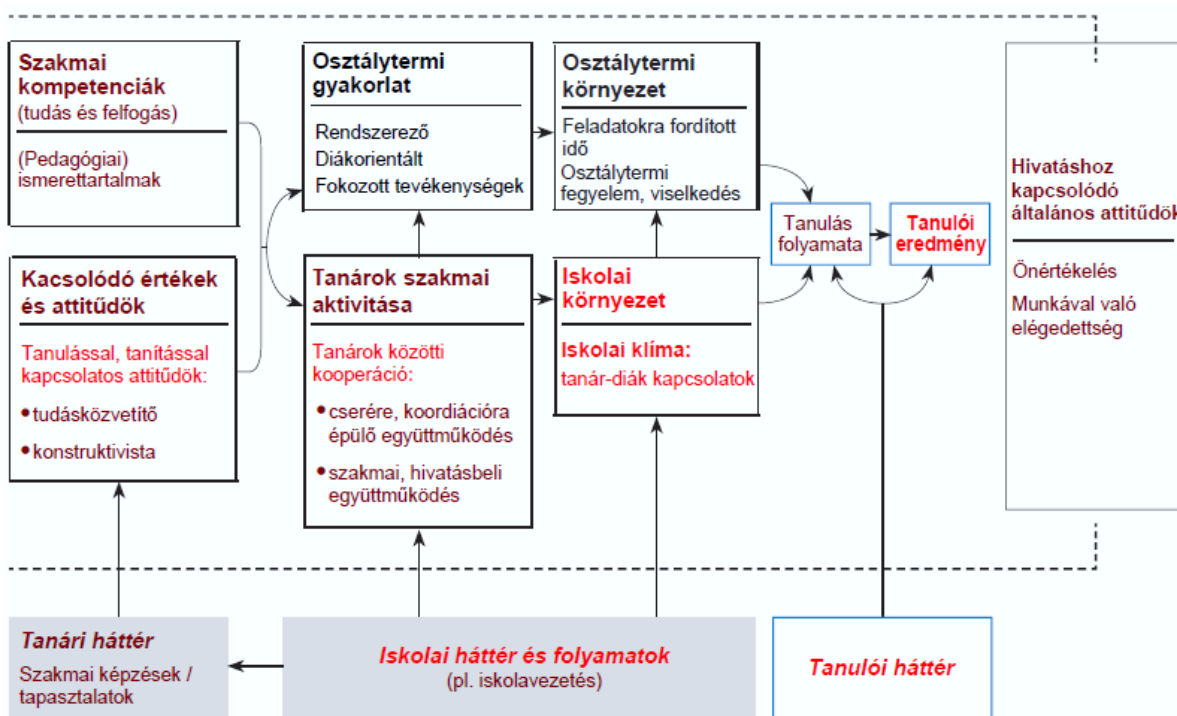 Szakmai
kompetenciák
(tudás és felfogás)
(Pedagógiai)
ismerettartalmak
Kacsolódó értékek
és attitűdök
Tanulással, tanítással
kapcsolatos attitűdök:
• tudásközvetítő
• konstruktivista
Osztálytermi
gyakorlat
Rendszerező
Diákorientált
Fokozott tevékenységek
Tanárok szakmai
aktivitása
Tanárok közötti
kooperáció:
• cserére, koordiációra
épülő együttműködés
• szakmai, hivatásbeli
együttműködés
Osztálytermi
környezet
Feladatokra fordított
idő
Osztálytermi
fegyelem, viselkedés
Iskolai
környezet
Iskolai klíma:
tanár-diák kapcsolatok
Tanulás
folyamata
Tanulói
eredmény
Hivatáshoz
kapcsolódó
általános attitűdök
Önértékelés
Munkával való
elégedettség
Tanári háttér
Szakmai képzések /
tapasztalatok
Iskolai háttér és folyamatok
(pl. iskolavezetés)
Tanulói háttér